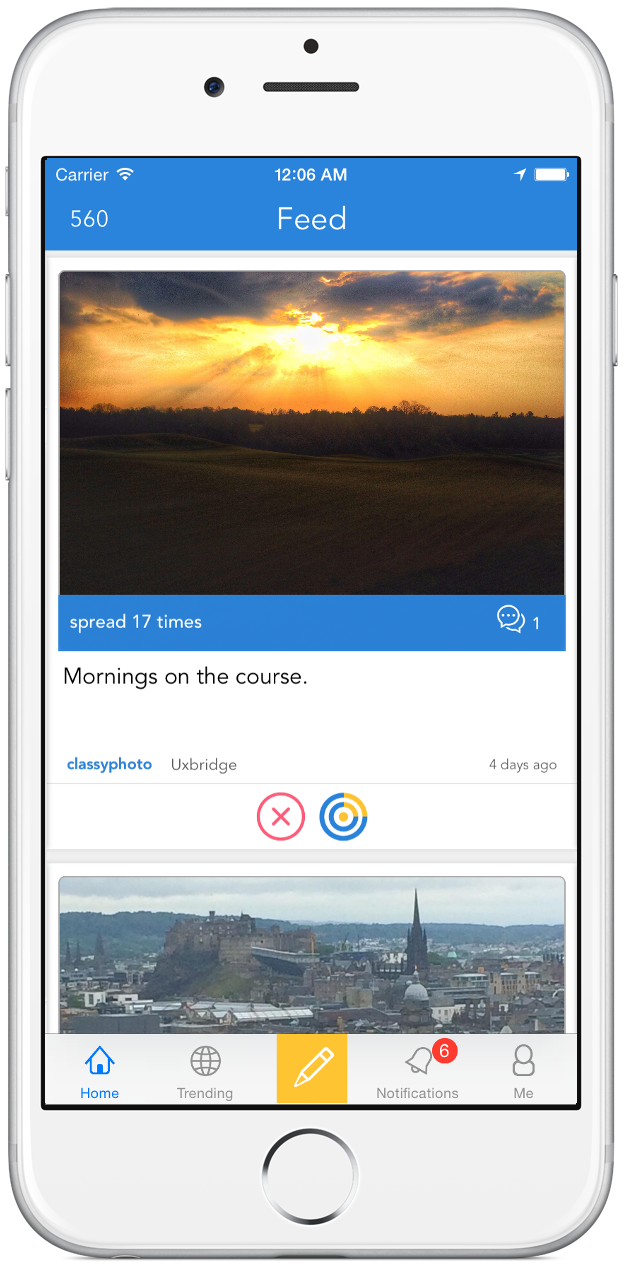 Carrier 12:06 AM
560 Feed
spread 17 times 1
Mornings on the course.
classyphoto Uxbridge 4 days ago
6
Home Trending Notifications Me